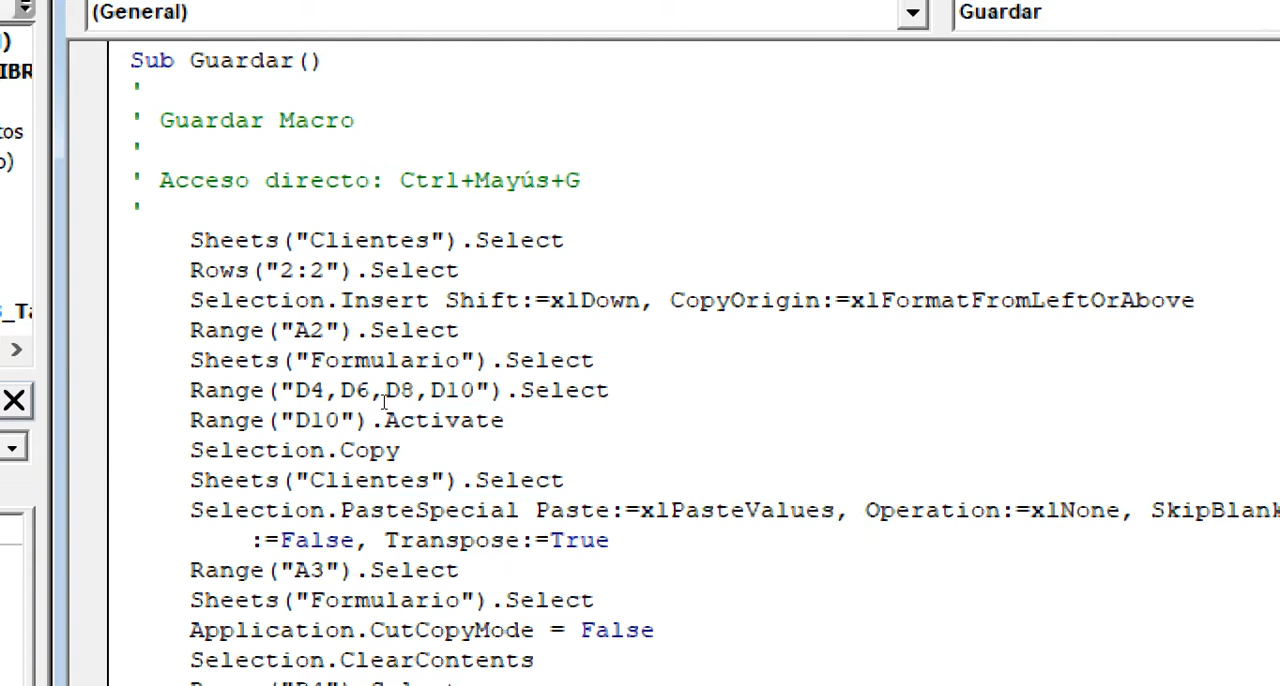 (General)
Guardar
)
IBR
tos
o)
Sub Guardar()
'
' Guardar Macro
'
' Acceso directo: Ctrl+Mayús+G
'
Sheets("Clientes").Select
Rows("2:2").Select
Selection.Insert Shift:=xlDown, CopyOrigin:=xlFormatFromLeftOrAbove
Range("A2").Select
Sheets("Formulario").Select
Range("D4,D6,D8,D10").Select
Range("D10").Activate
Selection.Copy
Sheets("Clientes").Select
Selection.PasteSpecial Paste:=xlPasteValues, Operation:=xlNone, SkipBlank
:=False, Transpose:=True
Range("A3").Select
Sheets("Formulario").Select
Application.CutCopyMode = False
Selection.ClearContents